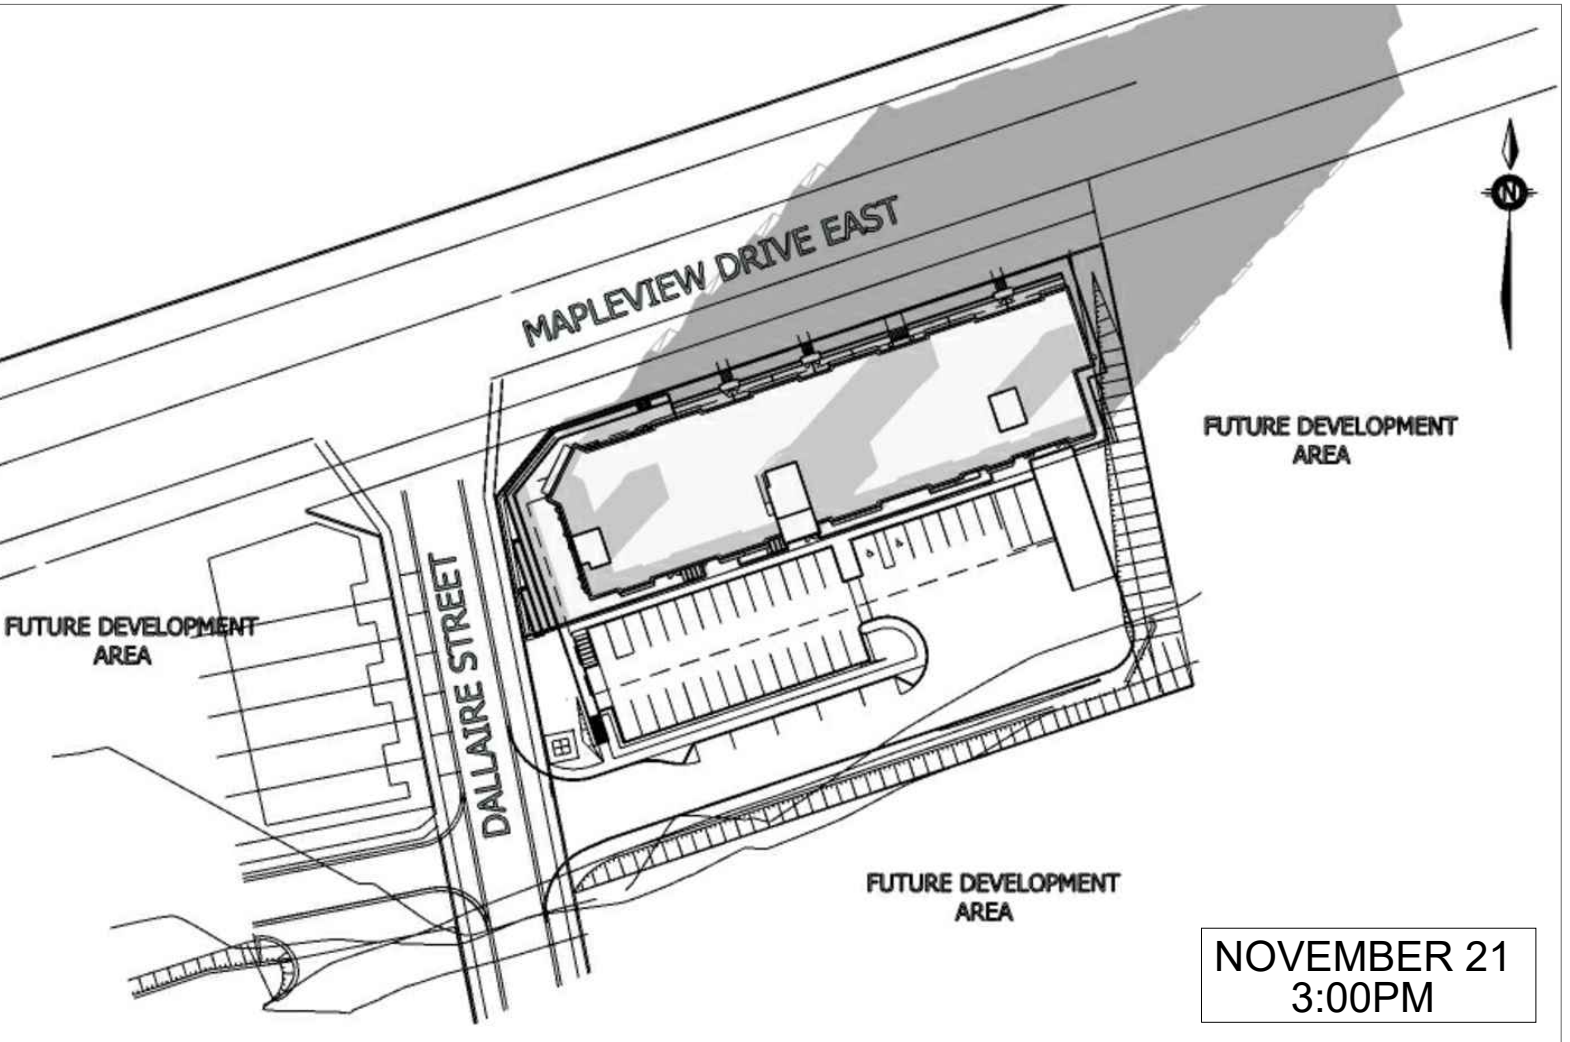 MAPLEVIEW DRIVE EAST
N
FUTURE DEVELOPMENT
AREA
FUTURE DEVELOPMENT
AREA
DALLAIRE STREET
FUTURE DEVELOPMENT
AREA
NOVEMBER 21
3:00PM